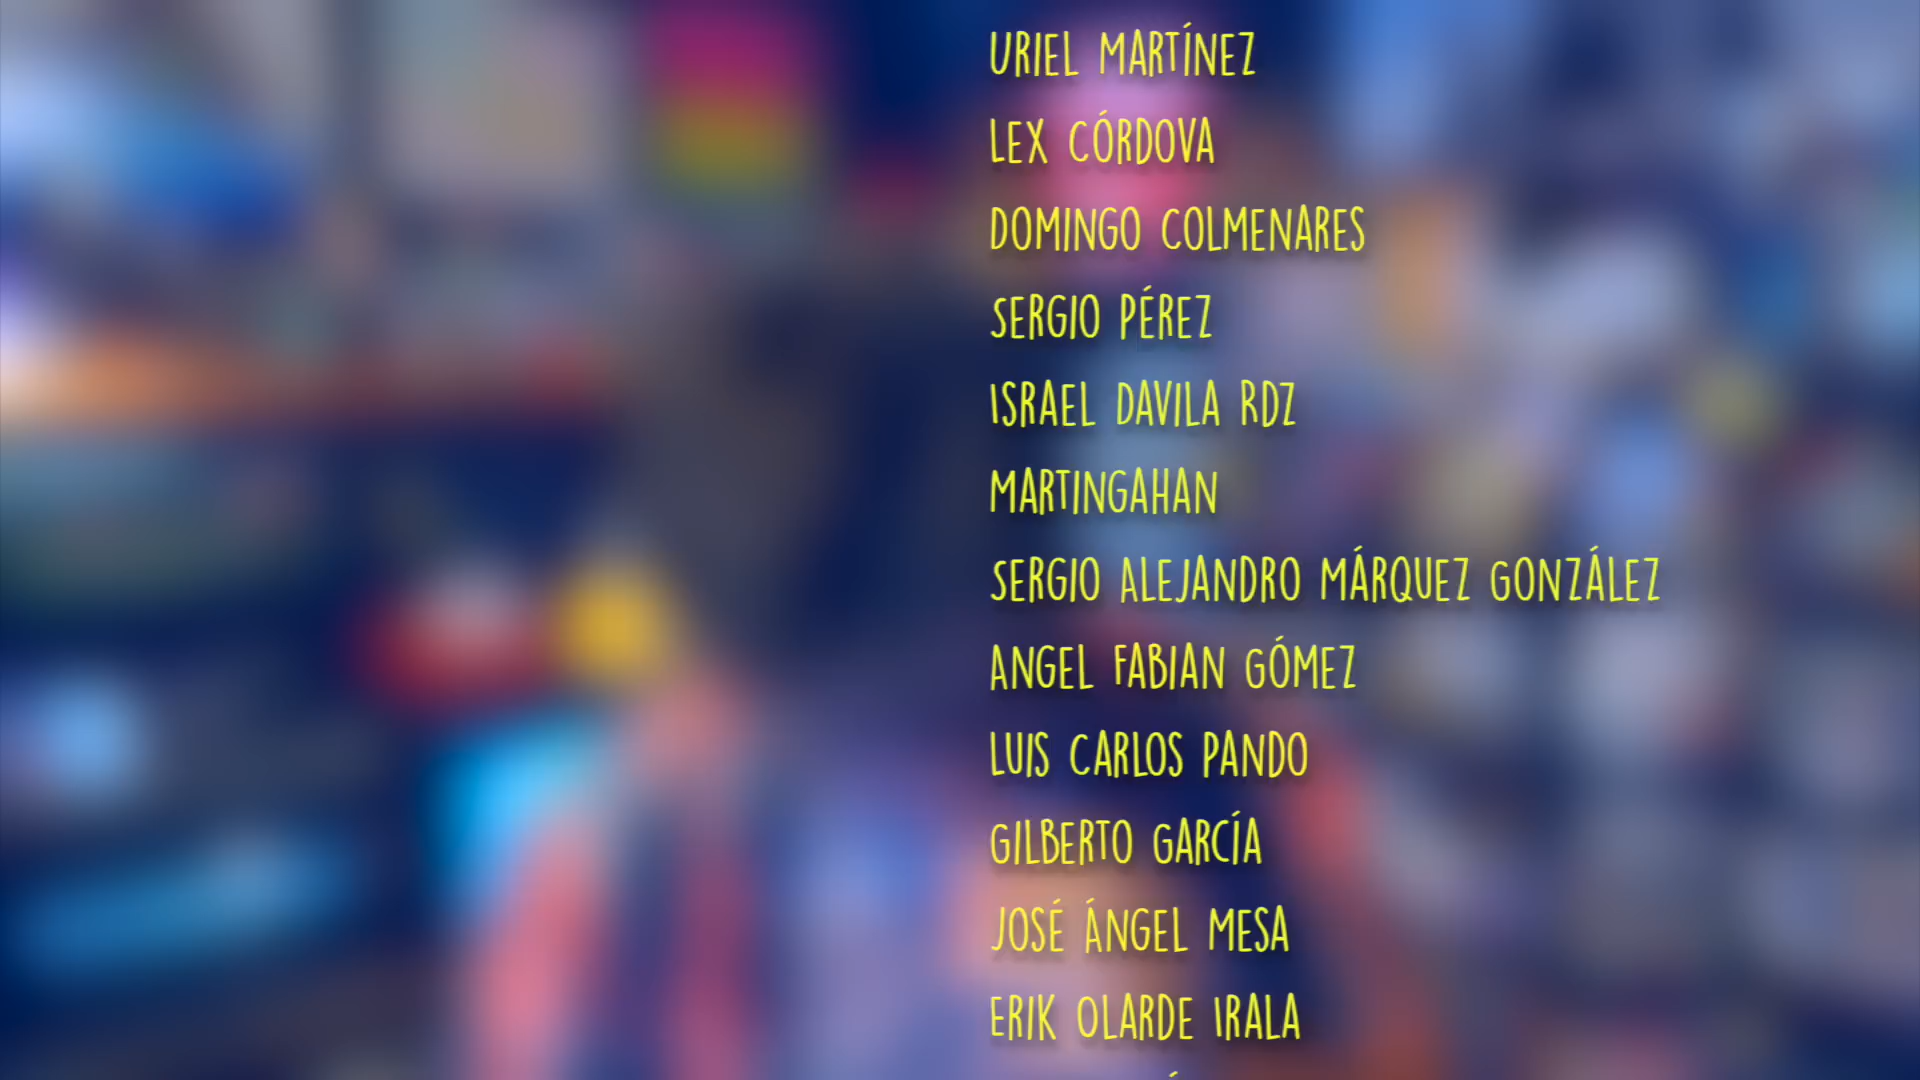 URIEL MARTÍNEZ
LEX CÓRDOVA
DOMINGO COLMENARES
SERGIO PÉREZ
ISRAEL DAVILA RDZ
MARTINGAHAN
SERGIO ALEJANDRO MÁRQUEZ GONZÁLEZ
ANGEL FABIAN GÓMEZ
LUIS CARLOS PANDO
GILBERTO GARCÍA
JOSÉ ÁNGEL MESA
ERIK OLARDE IRALA